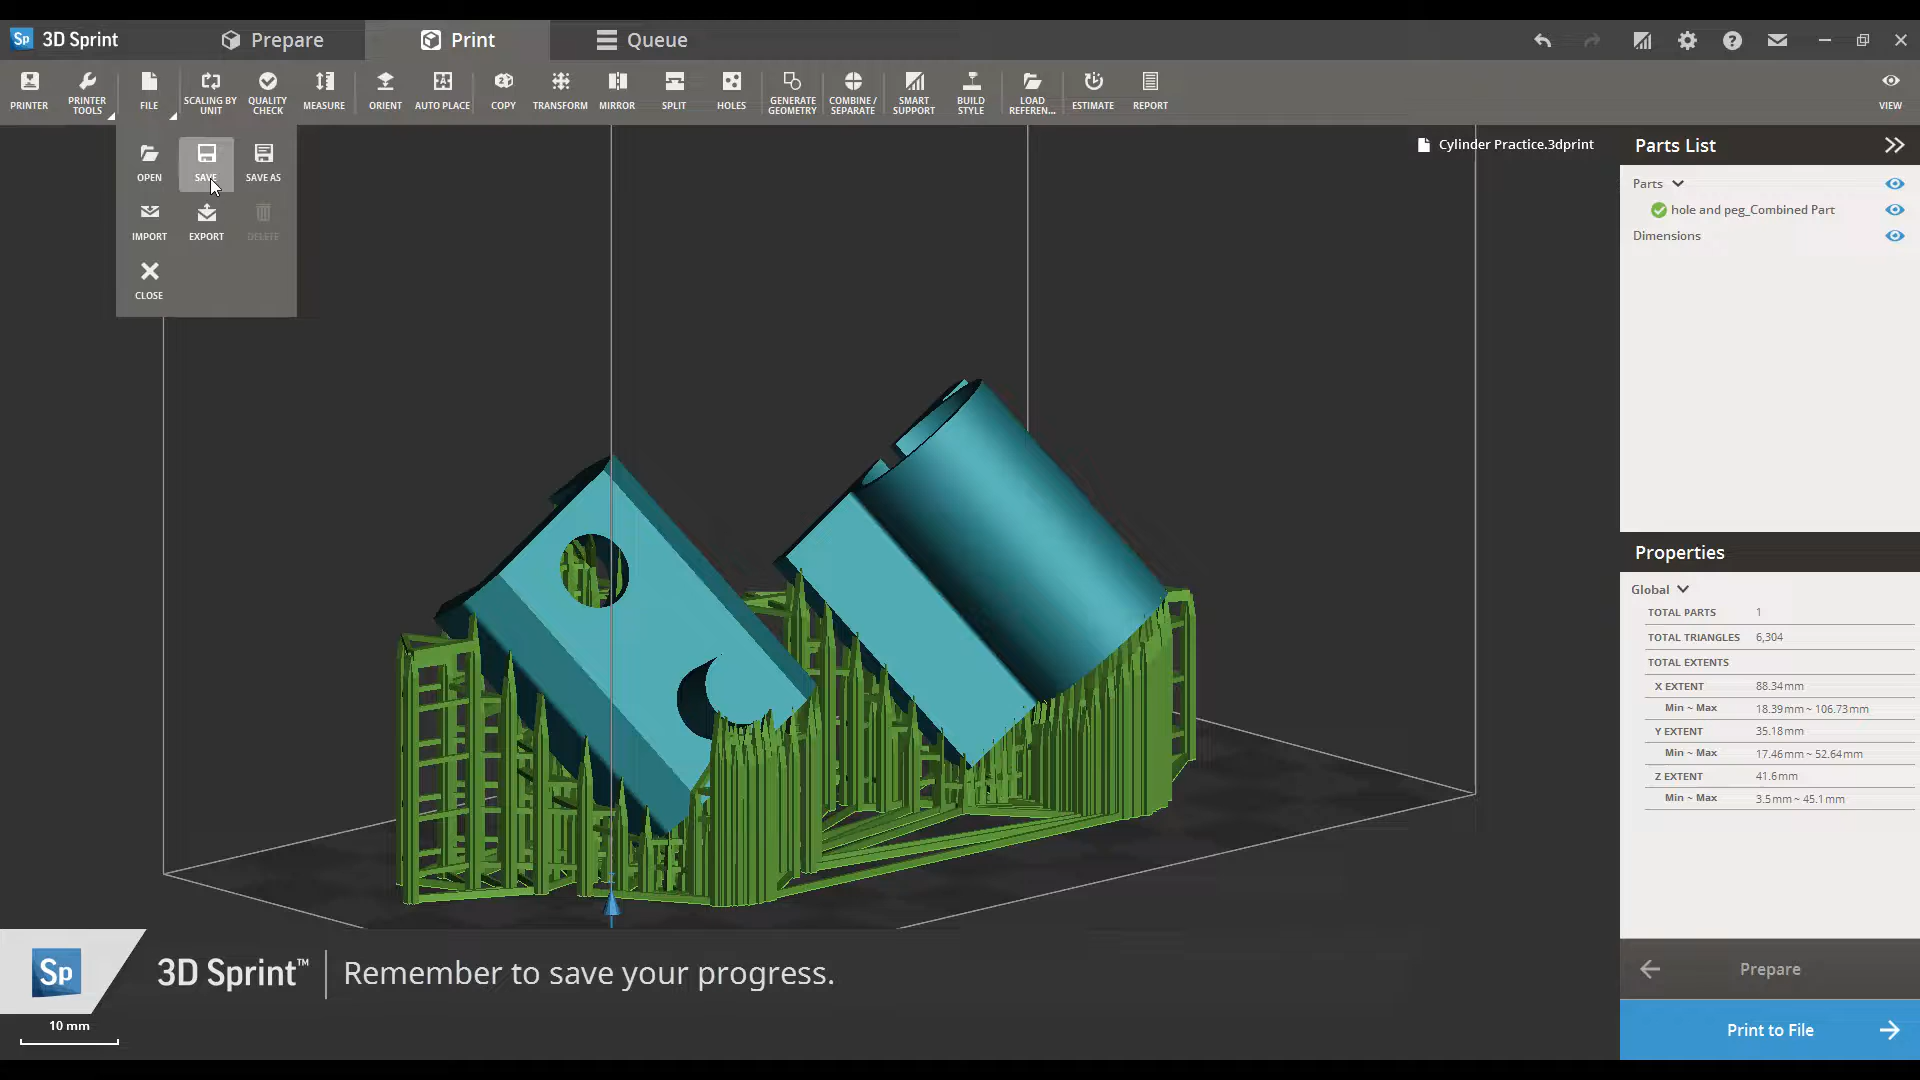 Sp 3D Sprint
Prepare
Print
Queue
PRINTER
PRINTER TOOLS
FILE
SCALING BY UNIT
QUALITY CHECK
MEASURE
ORIENT
AUTO PLACE
COPY
TRANSFORM
MIRROR
SPLIT
HOLES
GENERATE GEOMETRY
COMBINE / SEPARATE
SMART SUPPORT
BUILD STYLE
LOAD REFEREN...
ESTIMATE
REPORT
VIEW
OPEN
SAVE
SAVE AS
IMPORT
EXPORT
DELETE
CLOSE
Cylinder Practice.3dprint
Parts List
Parts
hole and peg_Combined Part
Dimensions
Properties
Global
TOTAL PARTS 1
TOTAL TRIANGLES 6,304
TOTAL EXTENTS
X EXTENT 88.34mm
Min ~ Max 18.39mm ~ 106.73mm
Y EXTENT 35.18mm
Min ~ Max 17.46mm ~ 52.64mm
Z EXTENT 41.6mm
Min ~ Max 3.5mm ~ 45.1mm
Prepare
Print to File
Sp 3D Sprint™ Remember to save your progress.
10 mm